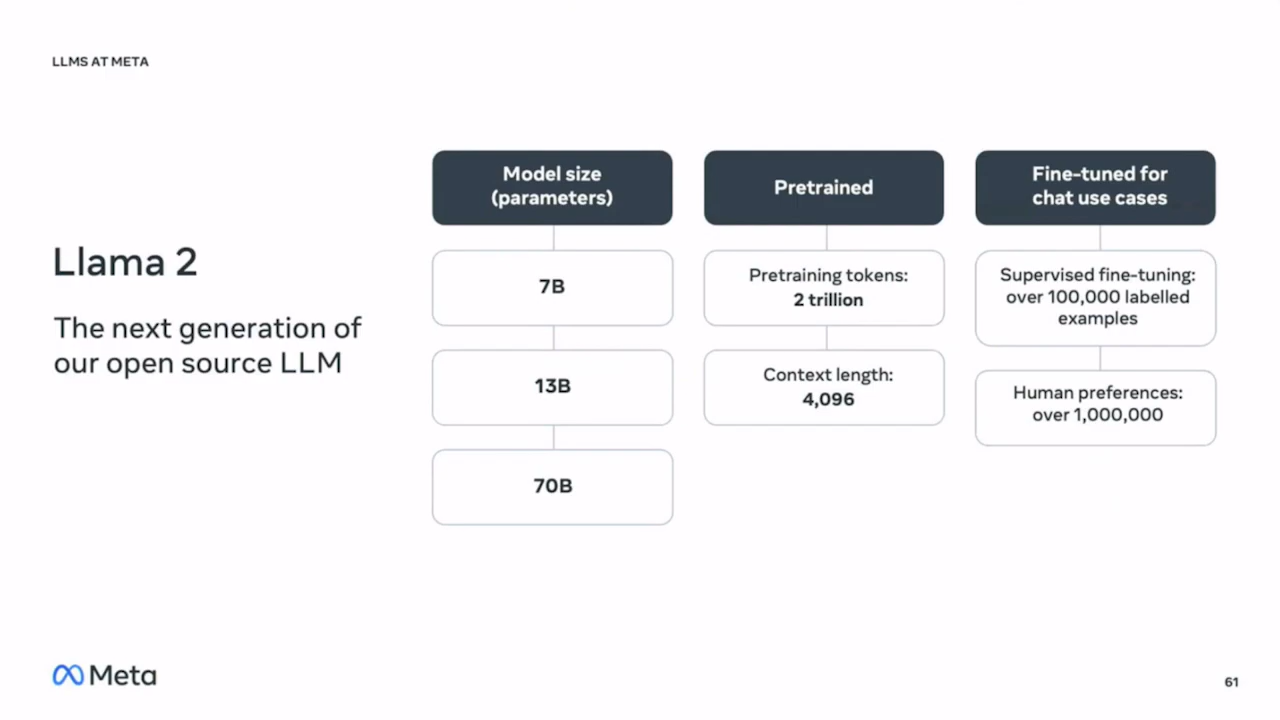 LLMS AT META
Llama 2
The next generation of
our open source LLM
Model size
(parameters)
7B
13B
70B
Pretrained
Pretraining tokens:
2 trillion
Context length:
4,096
Fine-tuned for
chat use cases
Supervised fine-tuning:
over 100,000 labelled
examples
Human preferences:
over 1,000,000
Meta
61